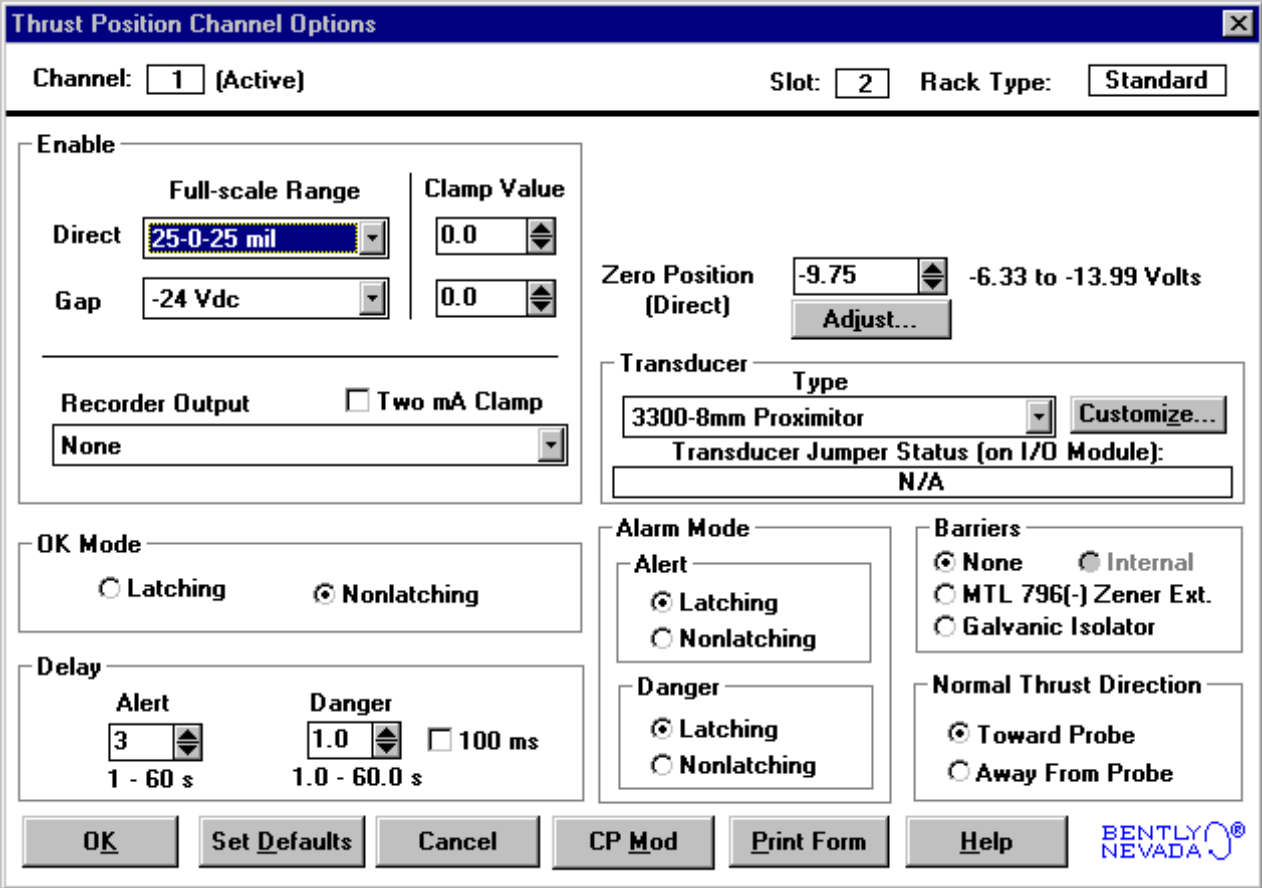 Thrust Position Channel Options
Channel: 1 (Active) Slot: 2 Rack Type: Standard
Enable
Full-scale Range Clamp Value
Direct 25-0-25 mil 0.0
Gap -24 Vdc 0.0
Recorder Output Two mA Clamp
None
Zero Position (Direct) -9.75 -6.33 to -13.99 Volts
Adjust...
Transducer
Type
3300-8mm Proximitor Customize...
Transducer Jumper Status (on I/O Module):
N/A
OK Mode
Latching Nonlatching
Delay
Alert Danger
3 1.0 100 ms
1 - 60 s 1.0 - 60.0 s
Alarm Mode
Alert
Latching
Nonlatching
Danger
Latching
Nonlatching
Barriers
None Internal
MTL 796(-) Zener Ext.
Galvanic Isolator
Normal Thrust Direction
Toward Probe
Away From Probe
OK Set Defaults Cancel CP Mod Print Form Help
BENTLY
NEVADA ®